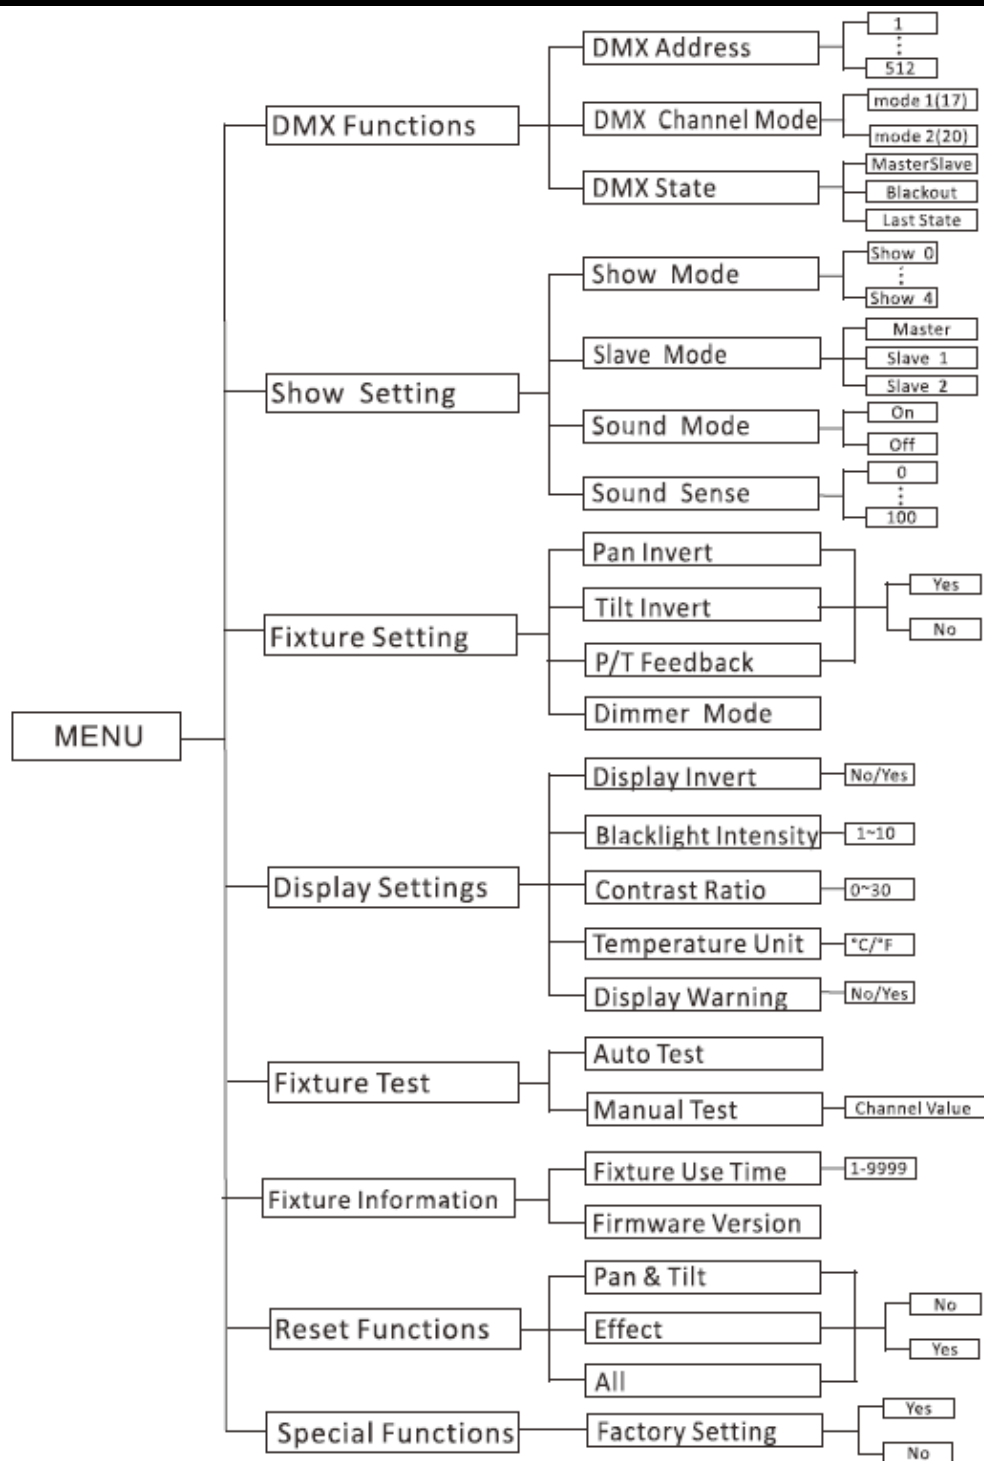 MENU
DMX Functions
DMX Address
1
512
DMX Channel Mode
mode 1(17)
mode 2(20)
DMX State
MasterSlave
Blackout
Last State
Show Setting
Show Mode
Show 0
Show 4
Slave Mode
Master
Slave 1
Slave 2
Sound Mode
On
Off
Sound Sense
0
100
Fixture Setting
Pan Invert
Tilt Invert
P/T Feedback
Yes
No
Dimmer Mode
Display Settings
Display Invert
No/Yes
Blacklight Intensity
1~10
Contrast Ratio
0~30
Temperature Unit
°C/°F
Display Warning
No/Yes
Fixture Test
Auto Test
Manual Test
Channel Value
Fixture Information
Fixture Use Time
1-9999
Firmware Version
Reset Functions
Pan & Tilt
Effect
All
No
Yes
Special Functions
Factory Setting
Yes
No